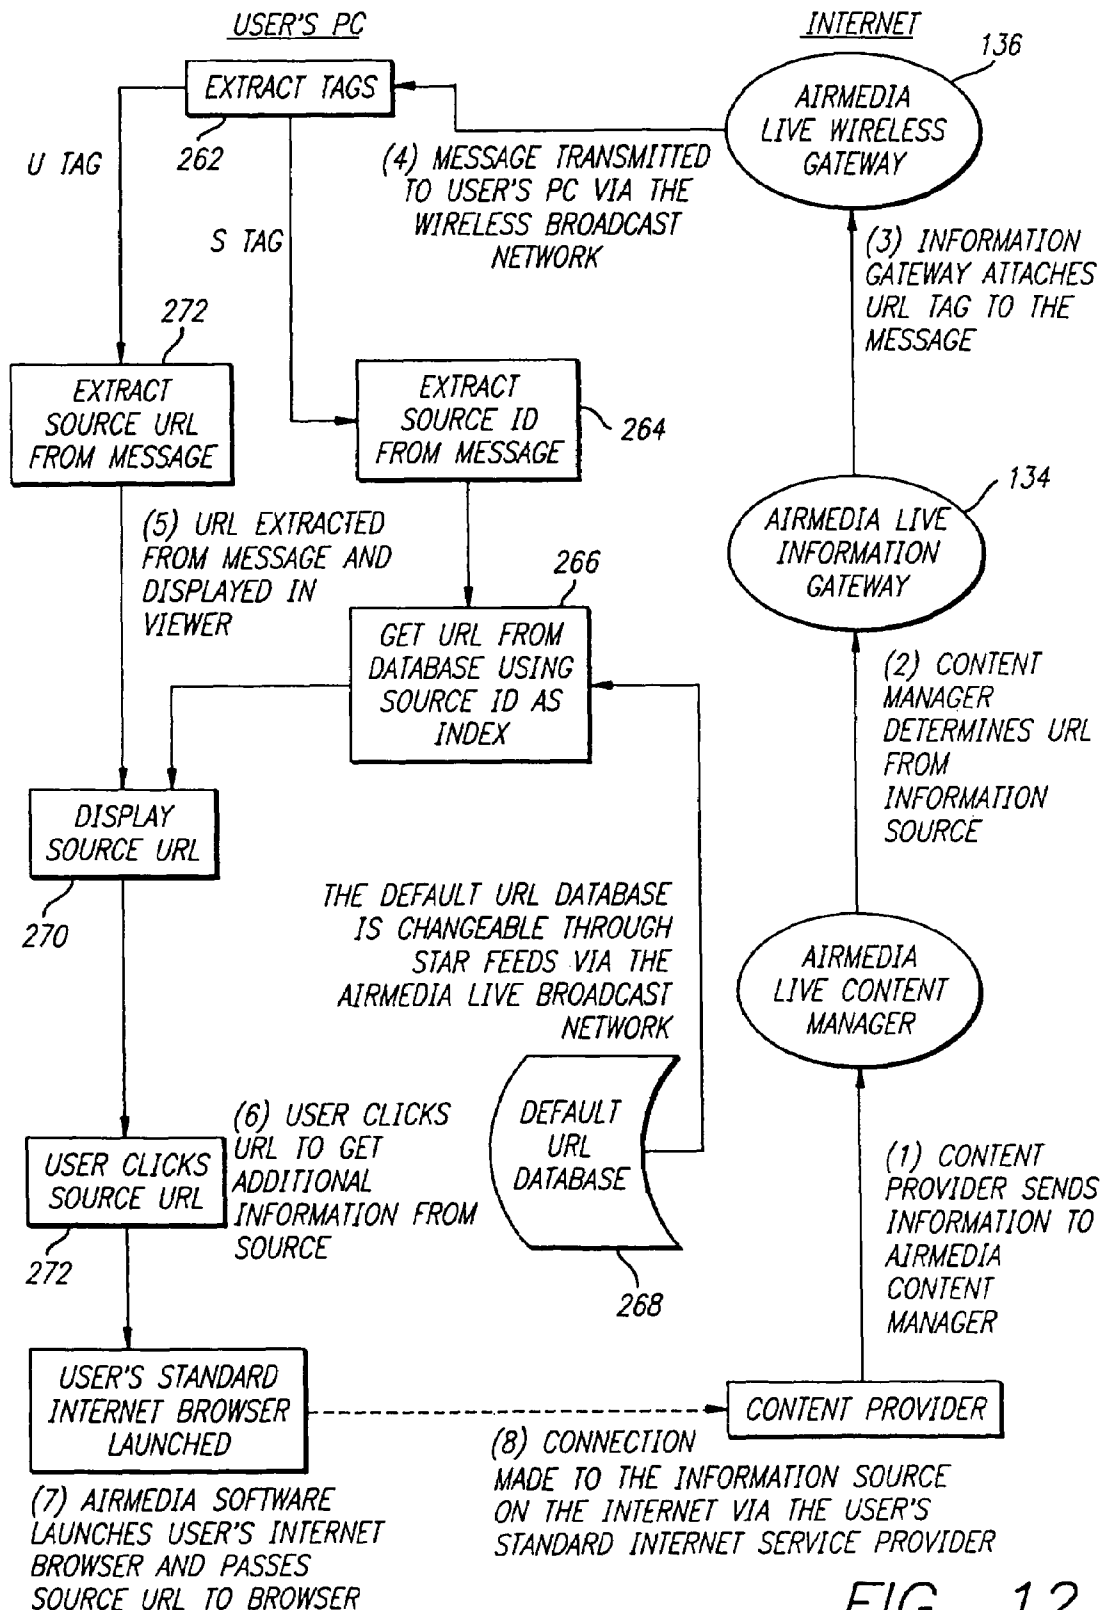 USER'S PC
INTERNET
136
EXTRACT TAGS
AIRMEDIA
LIVE WIRELESS
GATEWAY
262
U TAG
(4) MESSAGE TRANSMITTED
TO USER'S PC VIA THE
WIRELESS BROADCAST
NETWORK
S TAG
(3) INFORMATION
GATEWAY ATTACHES
URL TAG TO THE
MESSAGE
272
EXTRACT
SOURCE URL
FROM MESSAGE
EXTRACT
SOURCE ID
FROM MESSAGE
264
134
AIRMEDIA LIVE
INFORMATION
GATEWAY
(5) URL EXTRACTED
FROM MESSAGE AND
DISPLAYED IN
VIEWER
266
GET URL FROM
DATABASE USING
SOURCE ID AS
INDEX
(2) CONTENT
MANAGER
DETERMINES URL
FROM
INFORMATION
SOURCE
DISPLAY
SOURCE URL
270
THE DEFAULT URL DATABASE
IS CHANGEABLE THROUGH
STAR FEEDS VIA THE
AIRMEDIA LIVE BROADCAST
NETWORK
AIRMEDIA
LIVE CONTENT
MANAGER
DEFAULT
URL
DATABASE
268
(6) USER CLICKS
URL TO GET
ADDITIONAL
INFORMATION FROM
SOURCE
USER CLICKS
SOURCE URL
272
(1) CONTENT
PROVIDER SENDS
INFORMATION TO
AIRMEDIA
CONTENT
MANAGER
USER'S STANDARD
INTERNET BROWSER
LAUNCHED
CONTENT PROVIDER
(8) CONNECTION
MADE TO THE INFORMATION SOURCE
ON THE INTERNET VIA THE USER'S
STANDARD INTERNET SERVICE PROVIDER
(7) AIRMEDIA SOFTWARE
LAUNCHES USER'S INTERNET
BROWSER AND PASSES
SOURCE URL TO BROWSER
FIG. 12